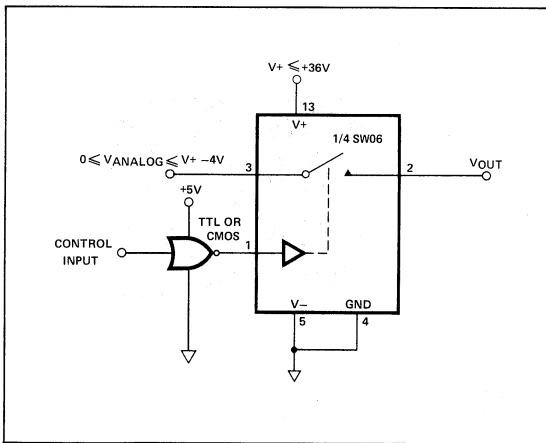 V+ ⩽ +36V
13
V+
1/4 SW06
0 ⩽ VANALOG ⩽ V+ −4V
3
2
VOUT
+5V
TTL OR
CMOS
CONTROL
INPUT
1
V−
GND
5
4